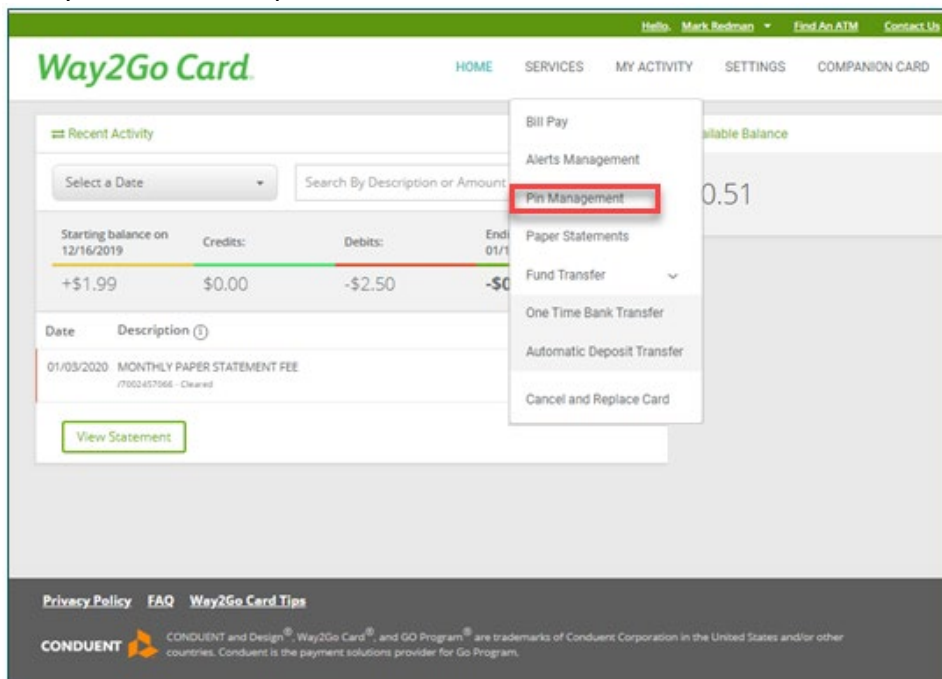 Hello, Mark Redman Find An ATM Contact Us
Way2Go Card
HOME SERVICES MY ACTIVITY SETTINGS COMPANION CARD
Recent Activity
Select a Date
Search By Description or Amount
Starting balance on
12/16/2019
Credits:
Debits:
+$1.99
$0.00
-$2.50
Date Description
01/03/2020 MONTHLY PAPER STATEMENT FEE
/7002457066 - Cleared
View Statement
Bill Pay
Alerts Management
Pin Management
Paper Statements
Fund Transfer
One Time Bank Transfer
Automatic Deposit Transfer
Cancel and Replace Card
Balance
0.51
Privacy Policy FAQ Way2Go Card Tips
CONDUENT
CONDUENT and Design®, Way2Go Card®, and GO Program® are trademarks of Conduent Corporation in the United States and/or other
countries. Conduent is the payment solutions provider for Go Program.